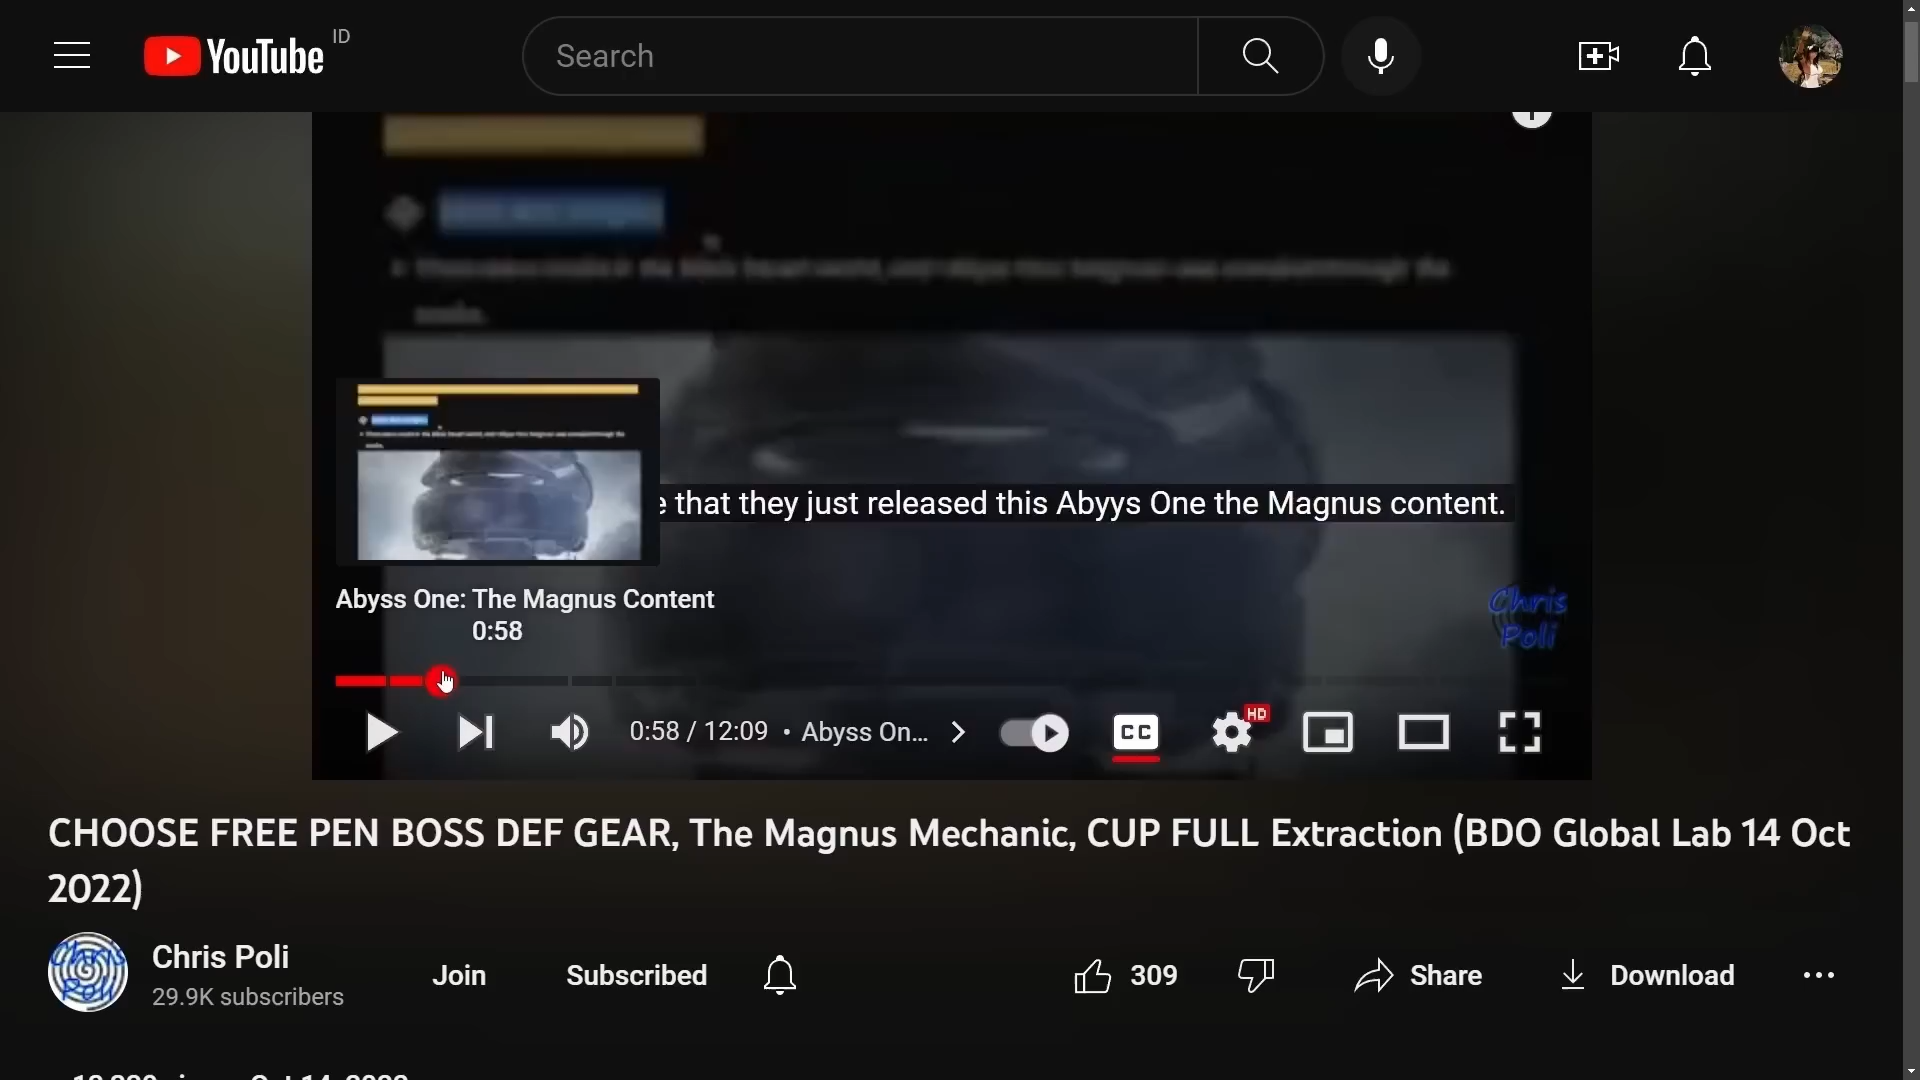 YouTube ID
Search
e that they just released this Abyys One the Magnus content.
Abyss One: The Magnus Content
0:58
Chris
Poli
0:58 / 12:09 • Abyss On...
CC
HD
CHOOSE FREE PEN BOSS DEF GEAR, The Magnus Mechanic, CUP FULL Extraction (BDO Global Lab 14 Oct
2022)
Chris Poli
Chris Poli
29.9K subscribers
Join
Subscribed
309
Share
Download